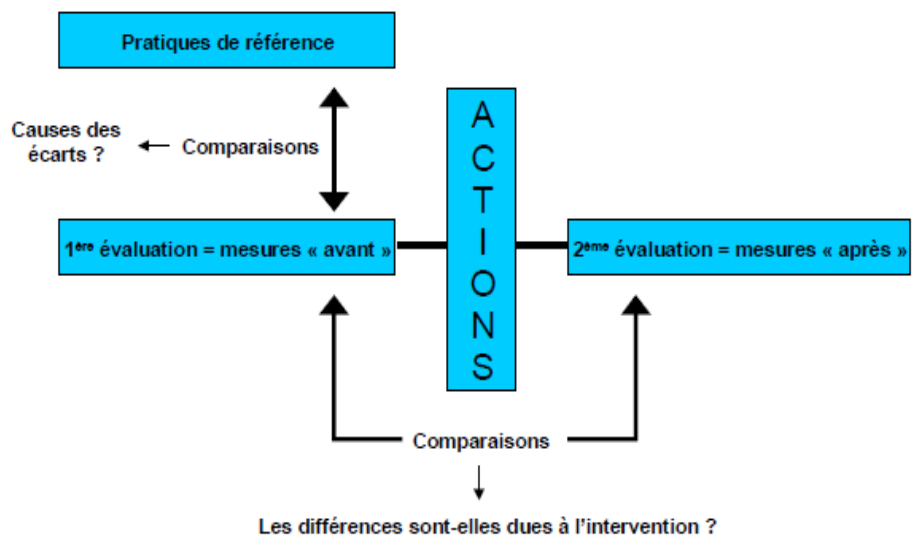 Pratiques de référence
Causes des
écarts ?
Comparaisons
ACTIONS
1ère évaluation = mesures « avant »
2ème évaluation = mesures « après »
Comparaisons
Les différences sont-elles dues à l'intervention ?